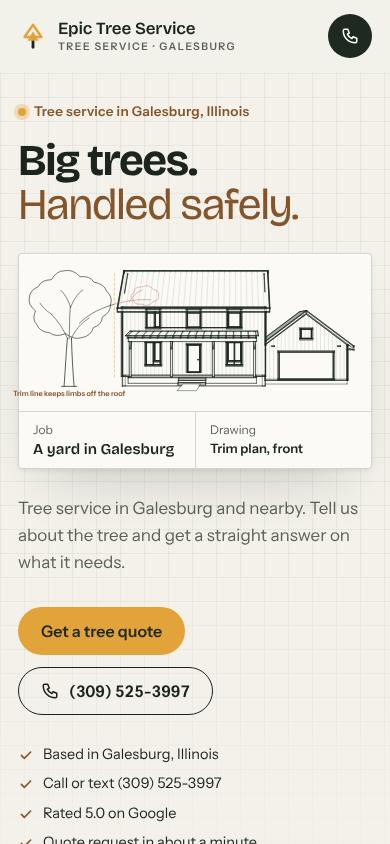 Epic Tree Service
TREE SERVICE · GALESBURG
Tree service in Galesburg, Illinois
Big trees.
Handled safely.
Trim line keeps limbs off the roof
Job
A yard in Galesburg
Drawing
Trim plan, front
Tree service in Galesburg and nearby. Tell us
about the tree and get a straight answer on
what it needs.
Get a tree quote
(309) 525-3997
Based in Galesburg, Illinois
Call or text (309) 525-3997
Rated 5.0 on Google
Quote request in about a minute